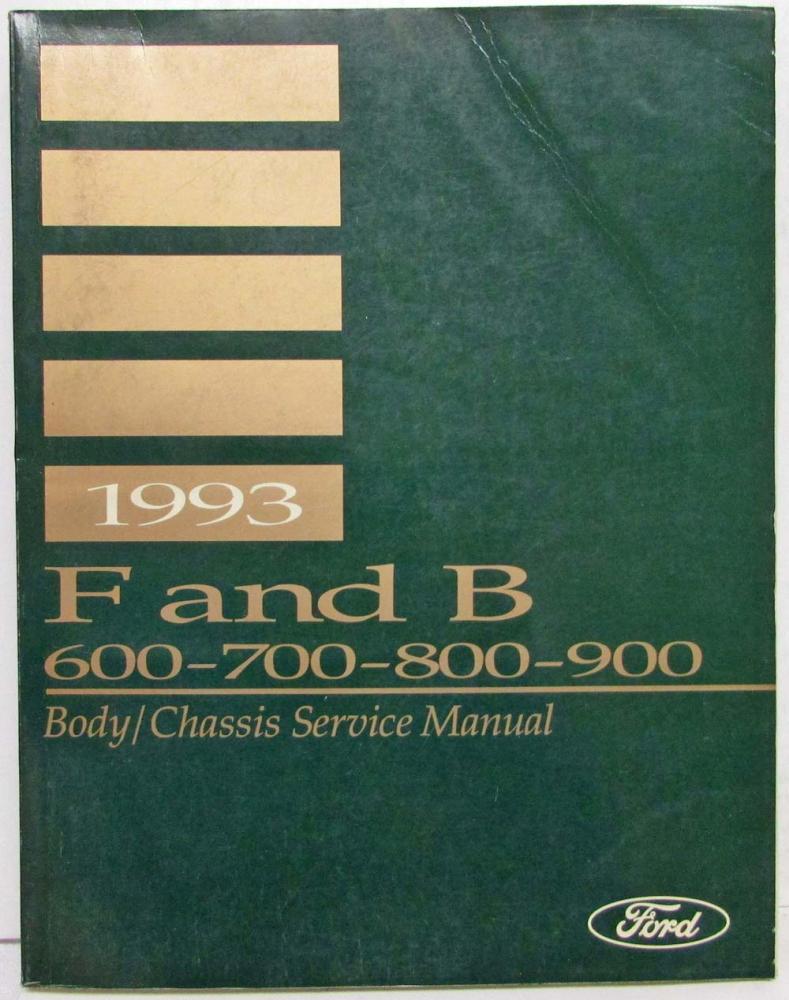 1993
F and B
600-700-800-900
Body/Chassis Service Manual
Ford